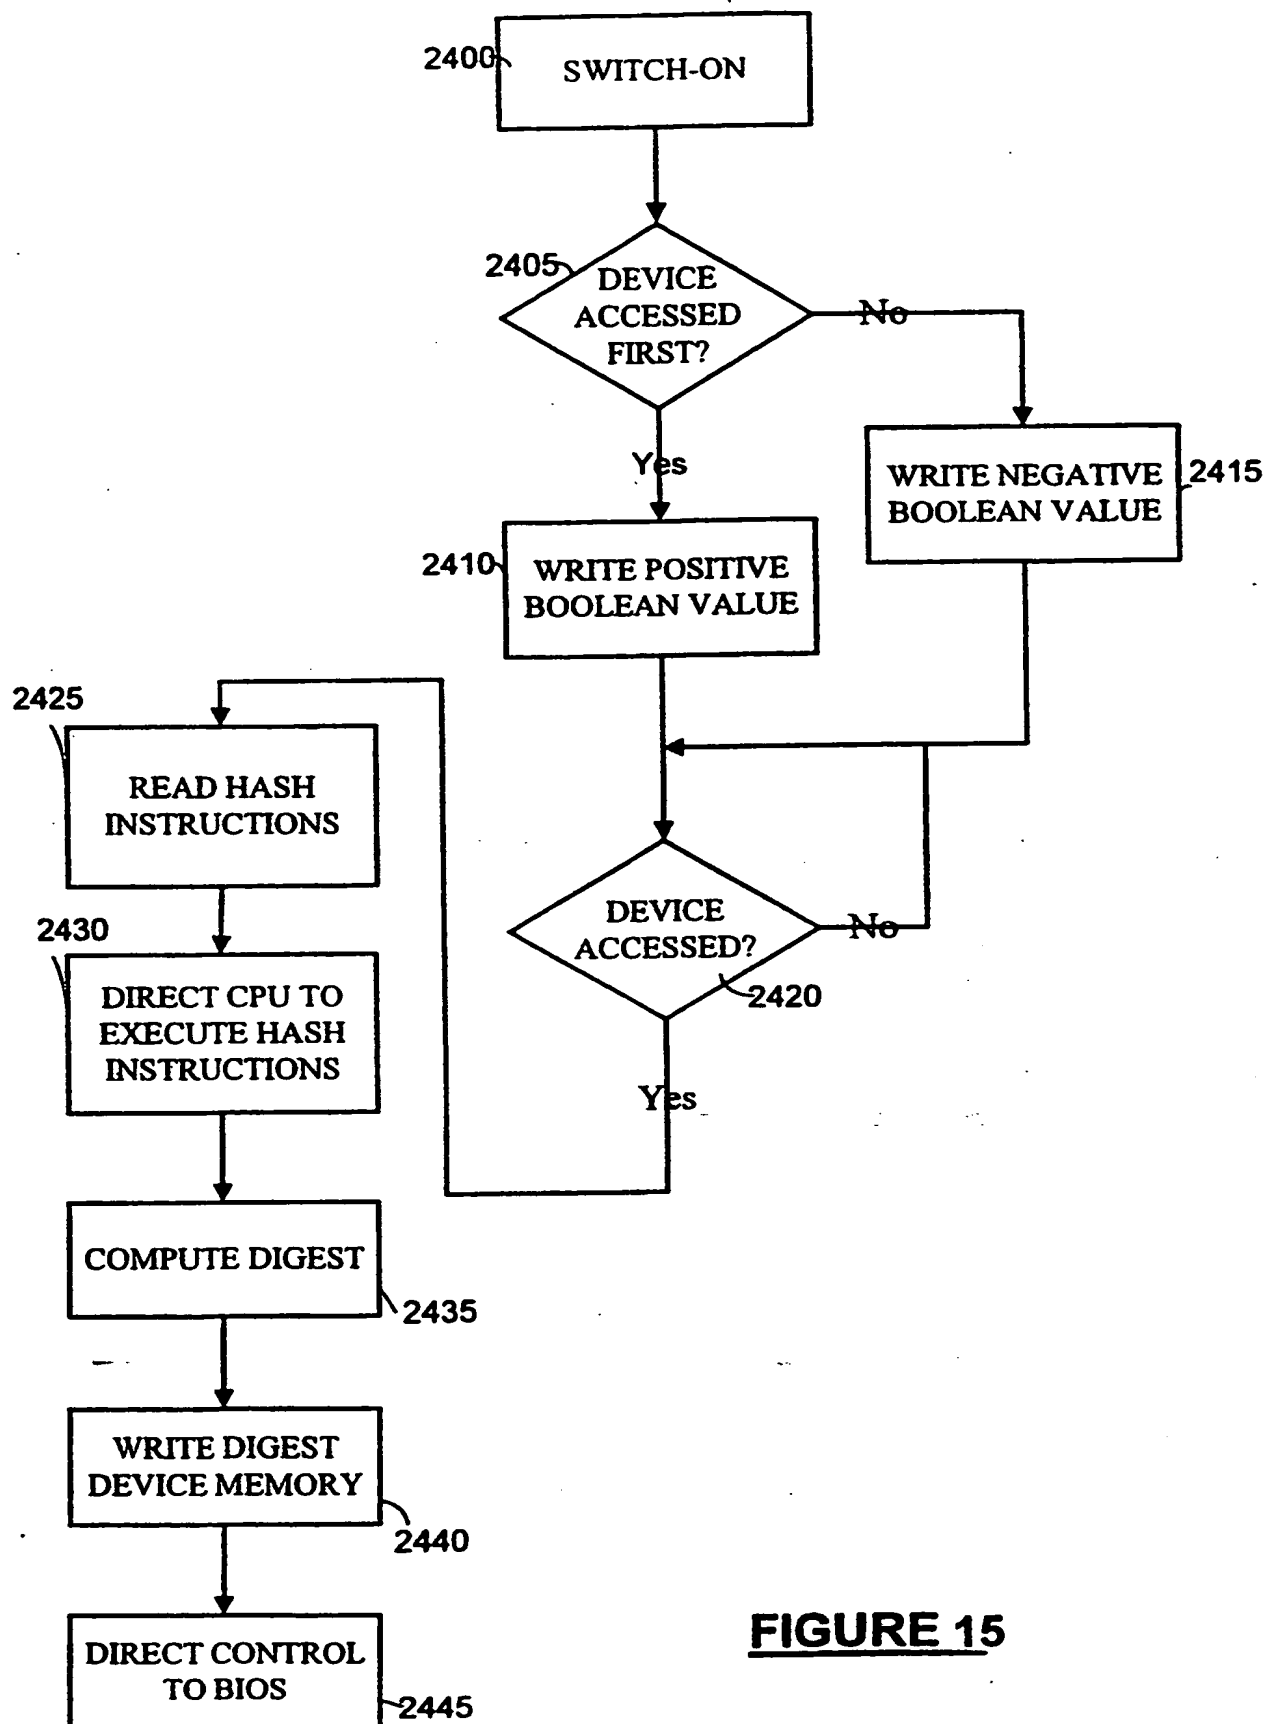 2400
SWITCH-ON
2405
DEVICE
ACCESSED
FIRST?
No
Yes
WRITE NEGATIVE
BOOLEAN VALUE
2415
2410
WRITE POSITIVE
BOOLEAN VALUE
2425
READ HASH
INSTRUCTIONS
DEVICE
ACCESSED?
No
2420
Yes
2430
DIRECT CPU TO
EXECUTE HASH
INSTRUCTIONS
COMPUTE DIGEST
2435
WRITE DIGEST
DEVICE MEMORY
2440
DIRECT CONTROL
TO BIOS
2445
FIGURE 15